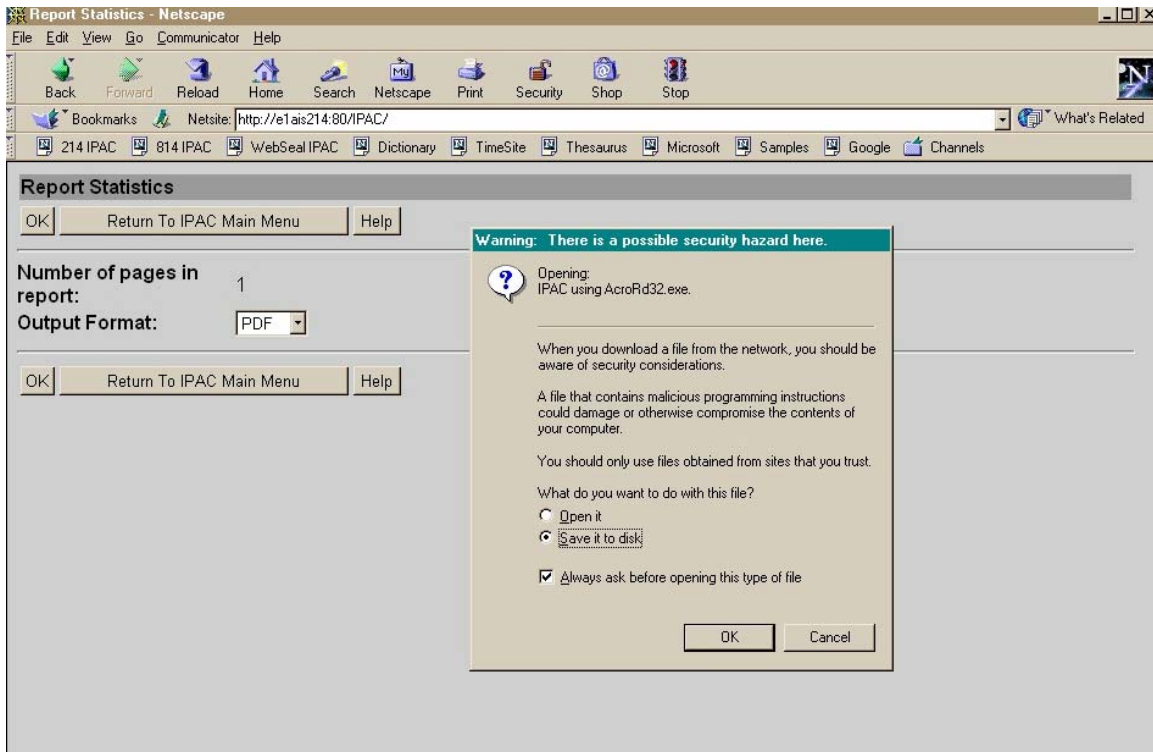 Report Statistics - Netscape
File Edit View Go Communicator Help
Back Forward Reload Home Search Netscape Print Security Shop Stop
My
N
Bookmarks Netsite: http://e1ais214:80/IPAC/ What's Related
214 IPAC 814 IPAC WebSeal IPAC Dictionary TimeSite Thesaurus Microsoft Samples Google Channels
Report Statistics
OK Return To IPAC Main Menu Help
Number of pages in
report: 1
Output Format: PDF
OK Return To IPAC Main Menu Help
Warning: There is a possible security hazard here.
Opening:
IPAC using AcroRd32.exe.
When you download a file from the network, you should be
aware of security considerations.
A file that contains malicious programming instructions
could damage or otherwise compromise the contents of
your computer.
You should only use files obtained from sites that you trust.
What do you want to do with this file?
Open it
Save it to disk
Always ask before opening this type of file
OK Cancel